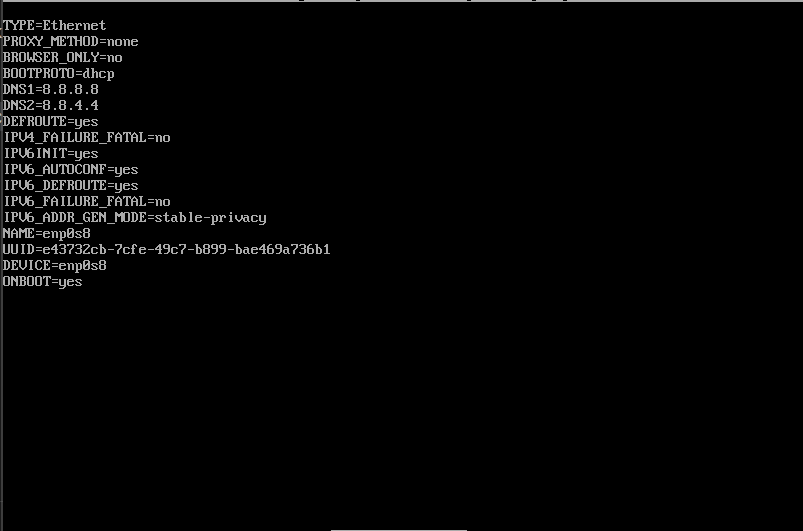 TYPE=Ethernet
PROXY_METHOD=none
BROWSER_ONLY=no
BOOTPROTO=dhcp
DNS1=8.8.8.8
DNS2=8.8.4.4
DEFROUTE=yes
IPV4_FAILURE_FATAL=no
IPV6INIT=yes
IPV6_AUTOCONF=yes
IPV6_DEFROUTE=yes
IPV6_FAILURE_FATAL=no
IPV6_ADDR_GEN_MODE=stable-privacy
NAME=enp0s8
UUID=e43732cb-7cfe-49c7-b899-bae469a736b1
DEVICE=enp0s8
ONBOOT=yes